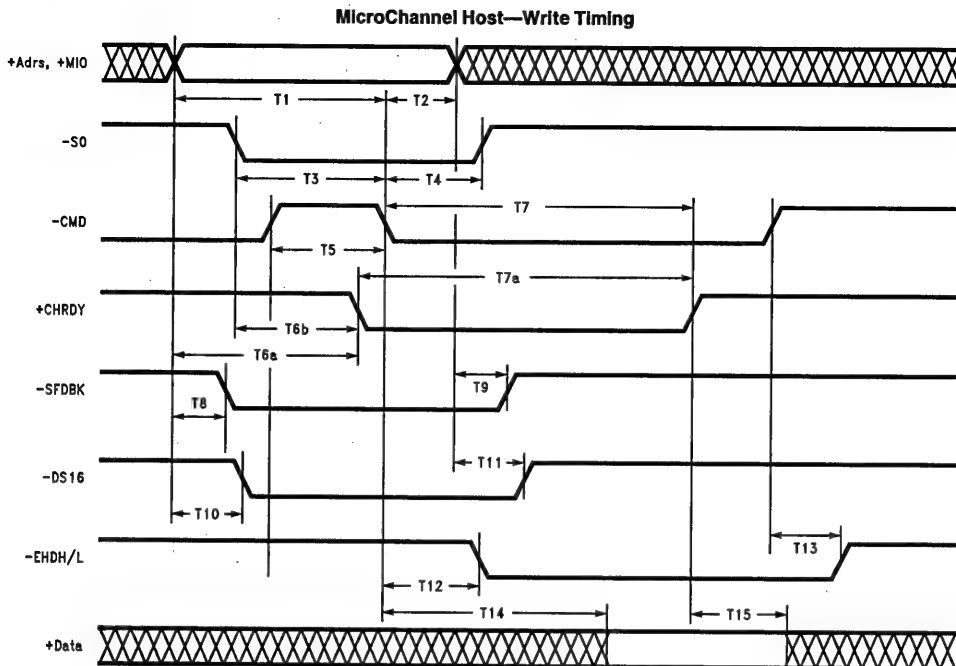 MicroChannel Host—Write Timing
+Adrs, +MIO
T1
T2
-SO
T3
T4
-CMD
T7
T5
T7a
+CHRDY
T6b
T6a
-SFDBK
T9
T8
-DS16
T11
T10
-EHDH/L
T13
T12
T14
T15
+Data